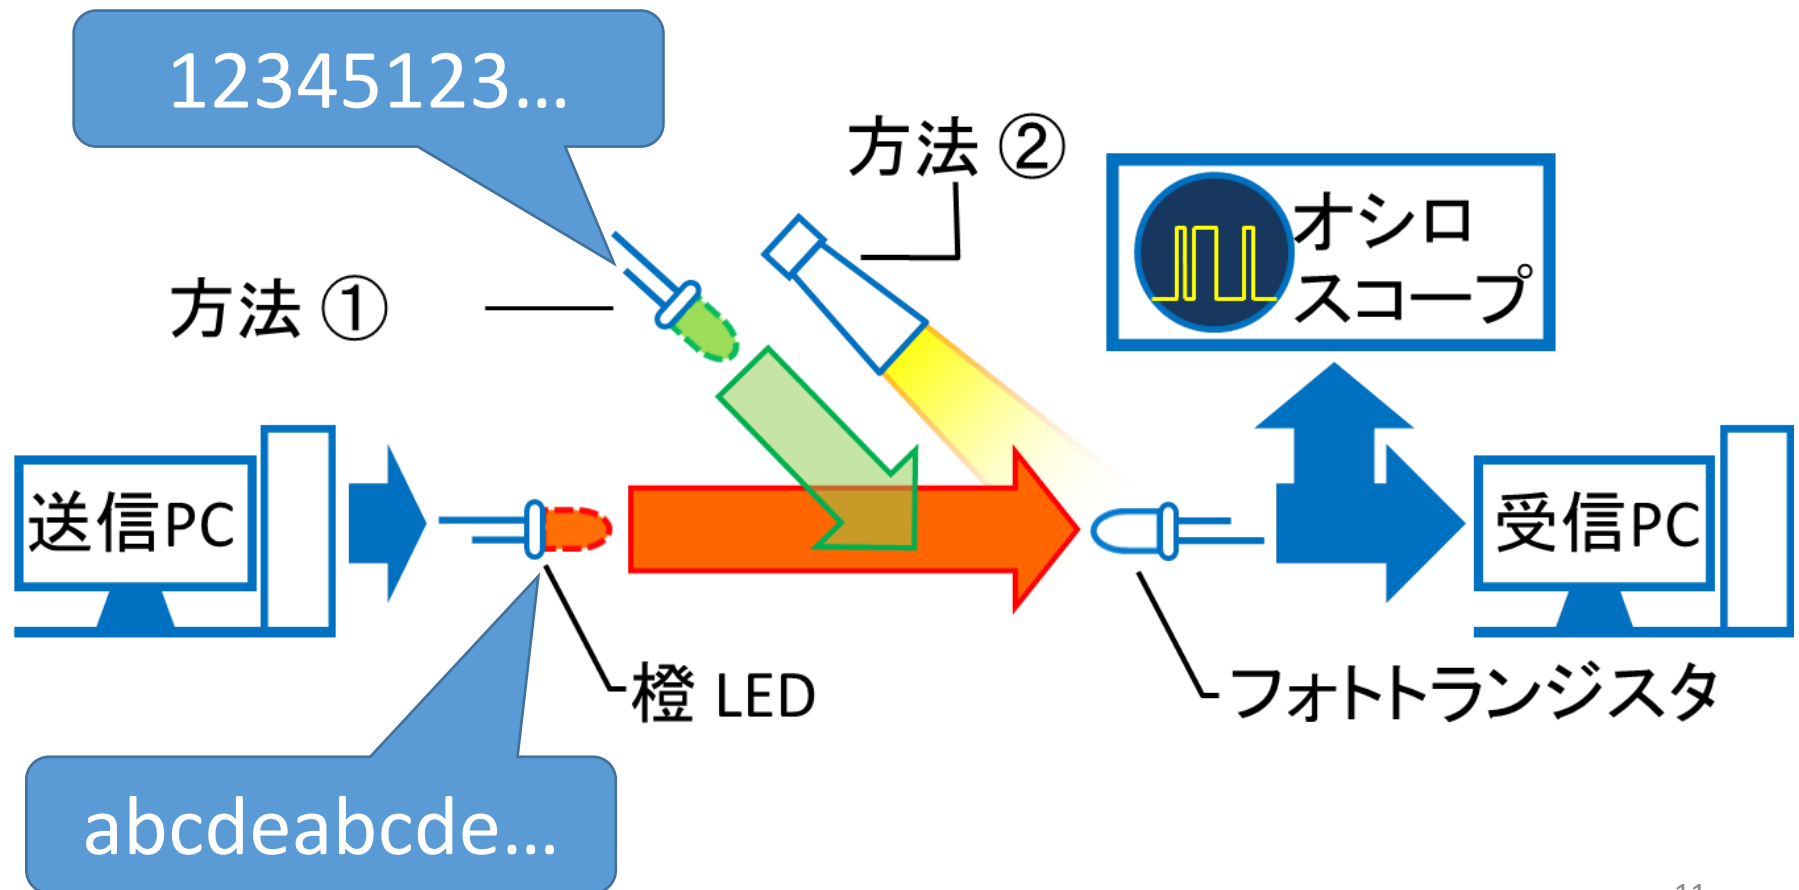 12345123...
方法 ②
オシロ
スコープ
方法 ①
送信PC
受信PC
橙 LED
フォトトランジスタ
abcdeabcde...
11